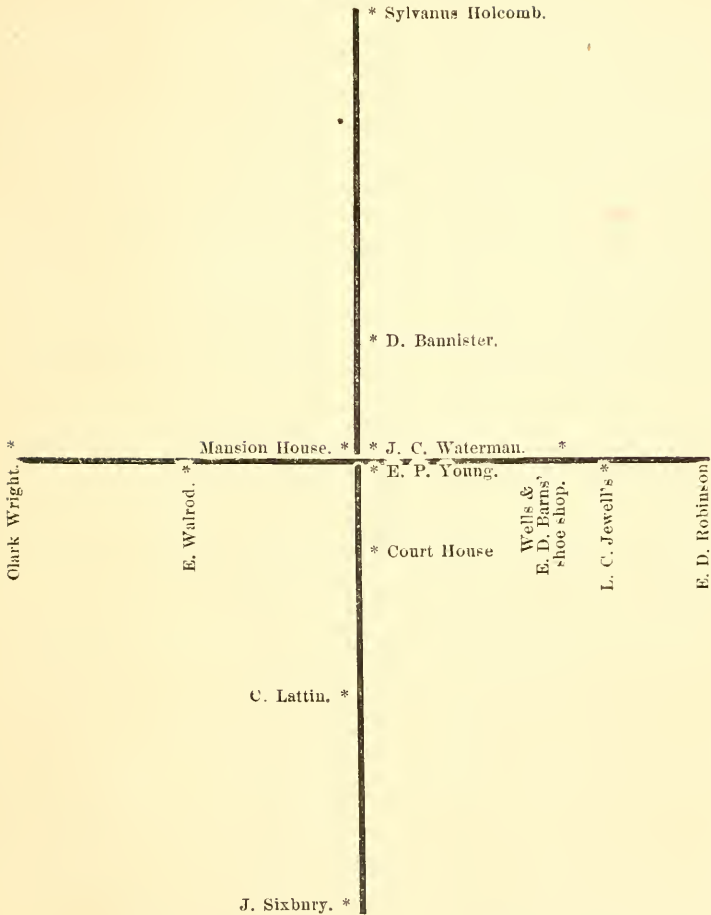 * Sylvanus Holcomb.
* D. Bannister.
Mansion House. *
* J. C. Waterman. *
* E. P. Young.
Clark Wright. *
E. Walrod. *
* Court House
Wells &
E. D. Barns'
shoe shop.
L. C. Jewell's *
E. D. Robinson
C. Lattin. *
J. Sixbury. *